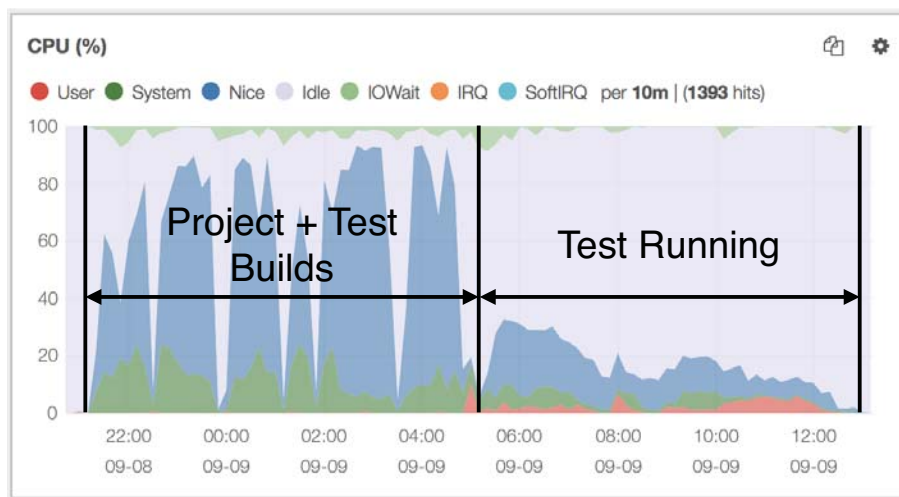 CPU (%)
User System Nice Idle IOWait IRQ SoftIRQ per 10m | (1393 hits)
100
80
60
40
20
0
Project + Test
Builds
Test Running
22:00 00:00 02:00 04:00 06:00 08:00 10:00 12:00
09-08 09-09 09-09 09-09 09-09 09-09 09-09 09-09